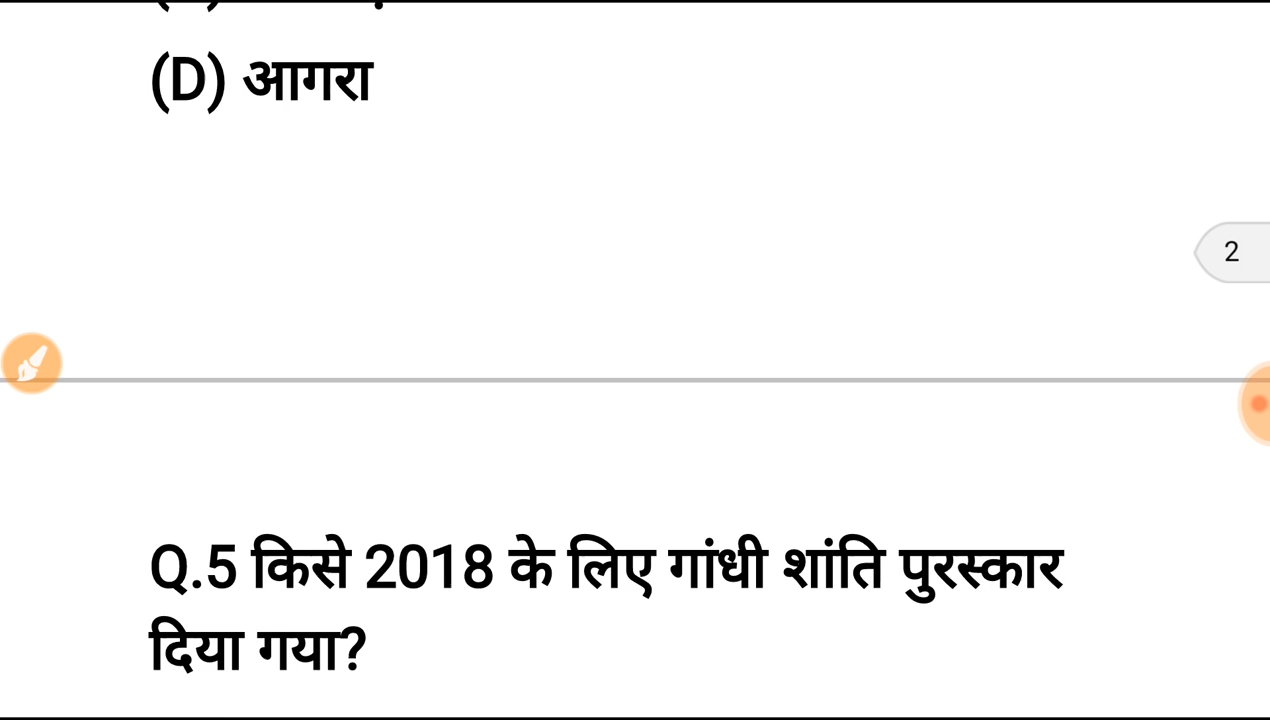 (D) आगरा
2
Q.5 किसे 2018 के लिए गांधी शांति पुरस्कार
दिया गया?